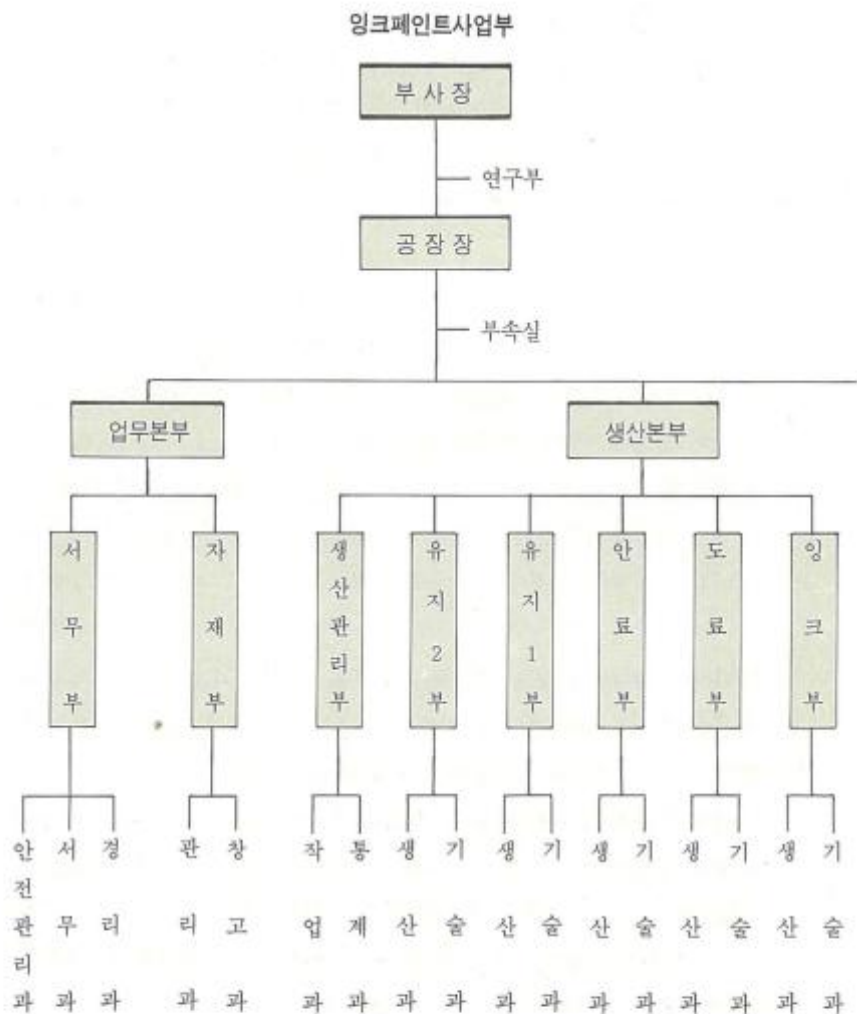 잉크페인트사업부
부사장
연구부
공장장
부속실
업무본부
생산본부
서무부
자재부
생산관리부
유지2부
유지1부
안료부
도료부
잉크부
안전관리과
서무과
경리과
관리과
창고과
작업과
통계과
생산과
기술과
생산과
기술과
생산과
기술과
생산과
기술과
생산과
기술과